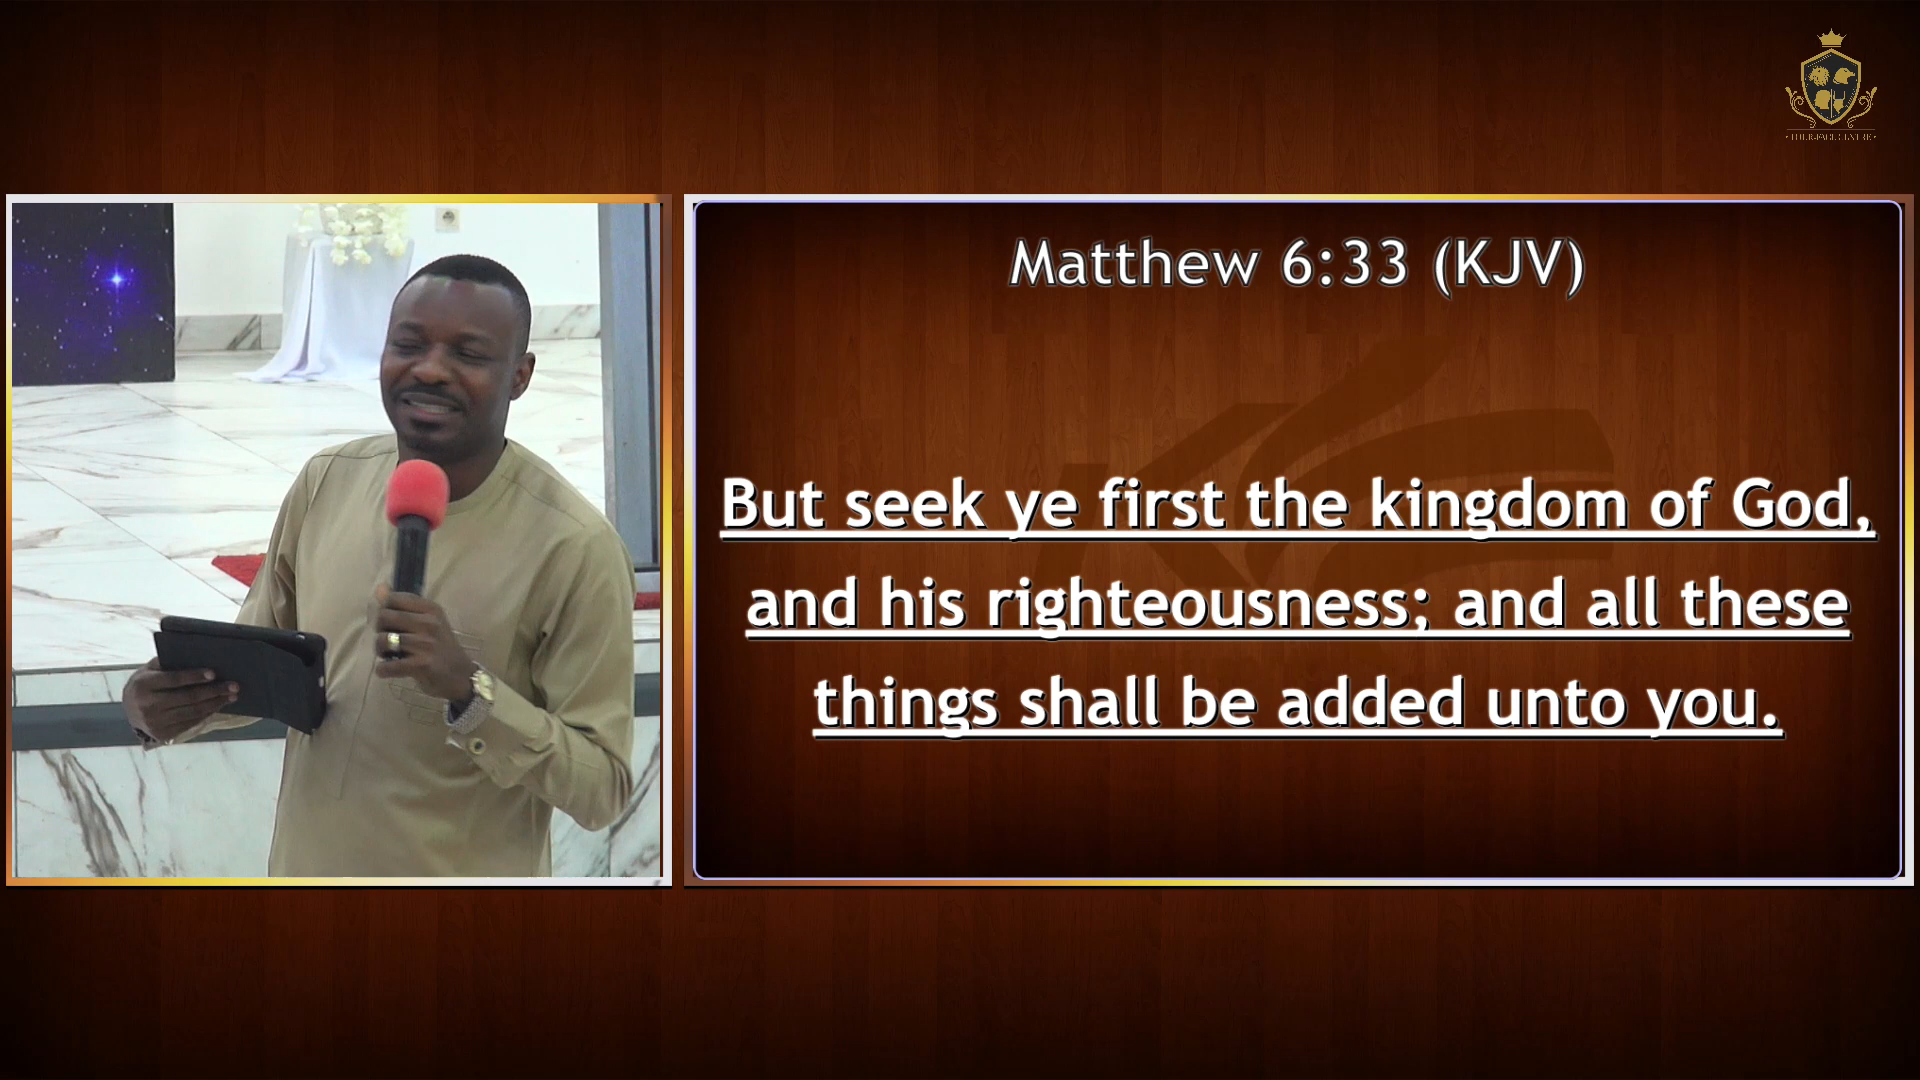 Matthew 6:33 (KJV)
But seek ye first the kingdom of God,
and his righteousness; and all these
things shall be added unto you.